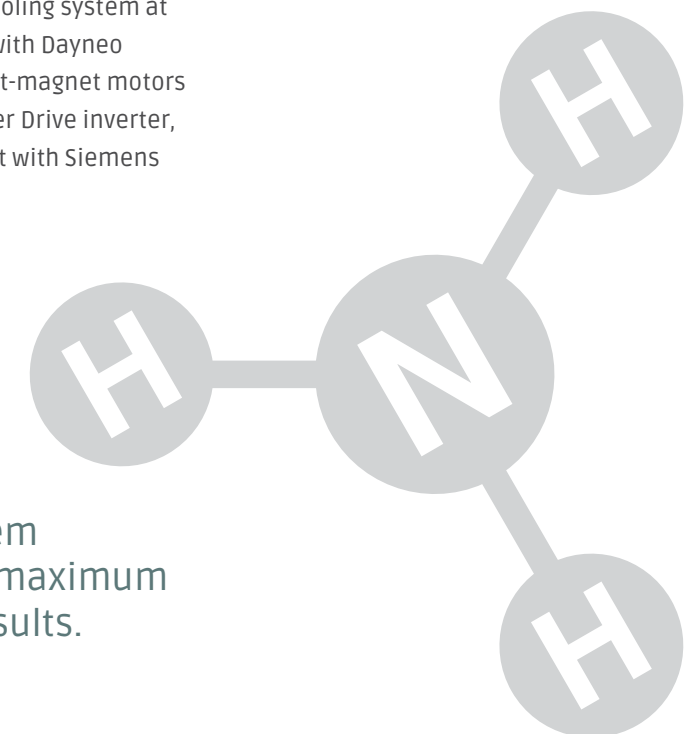 oling system at
with Dayneo
t-magnet motors
er Drive inverter,
t with Siemens
H
H
N
em
maximum
sults.
H